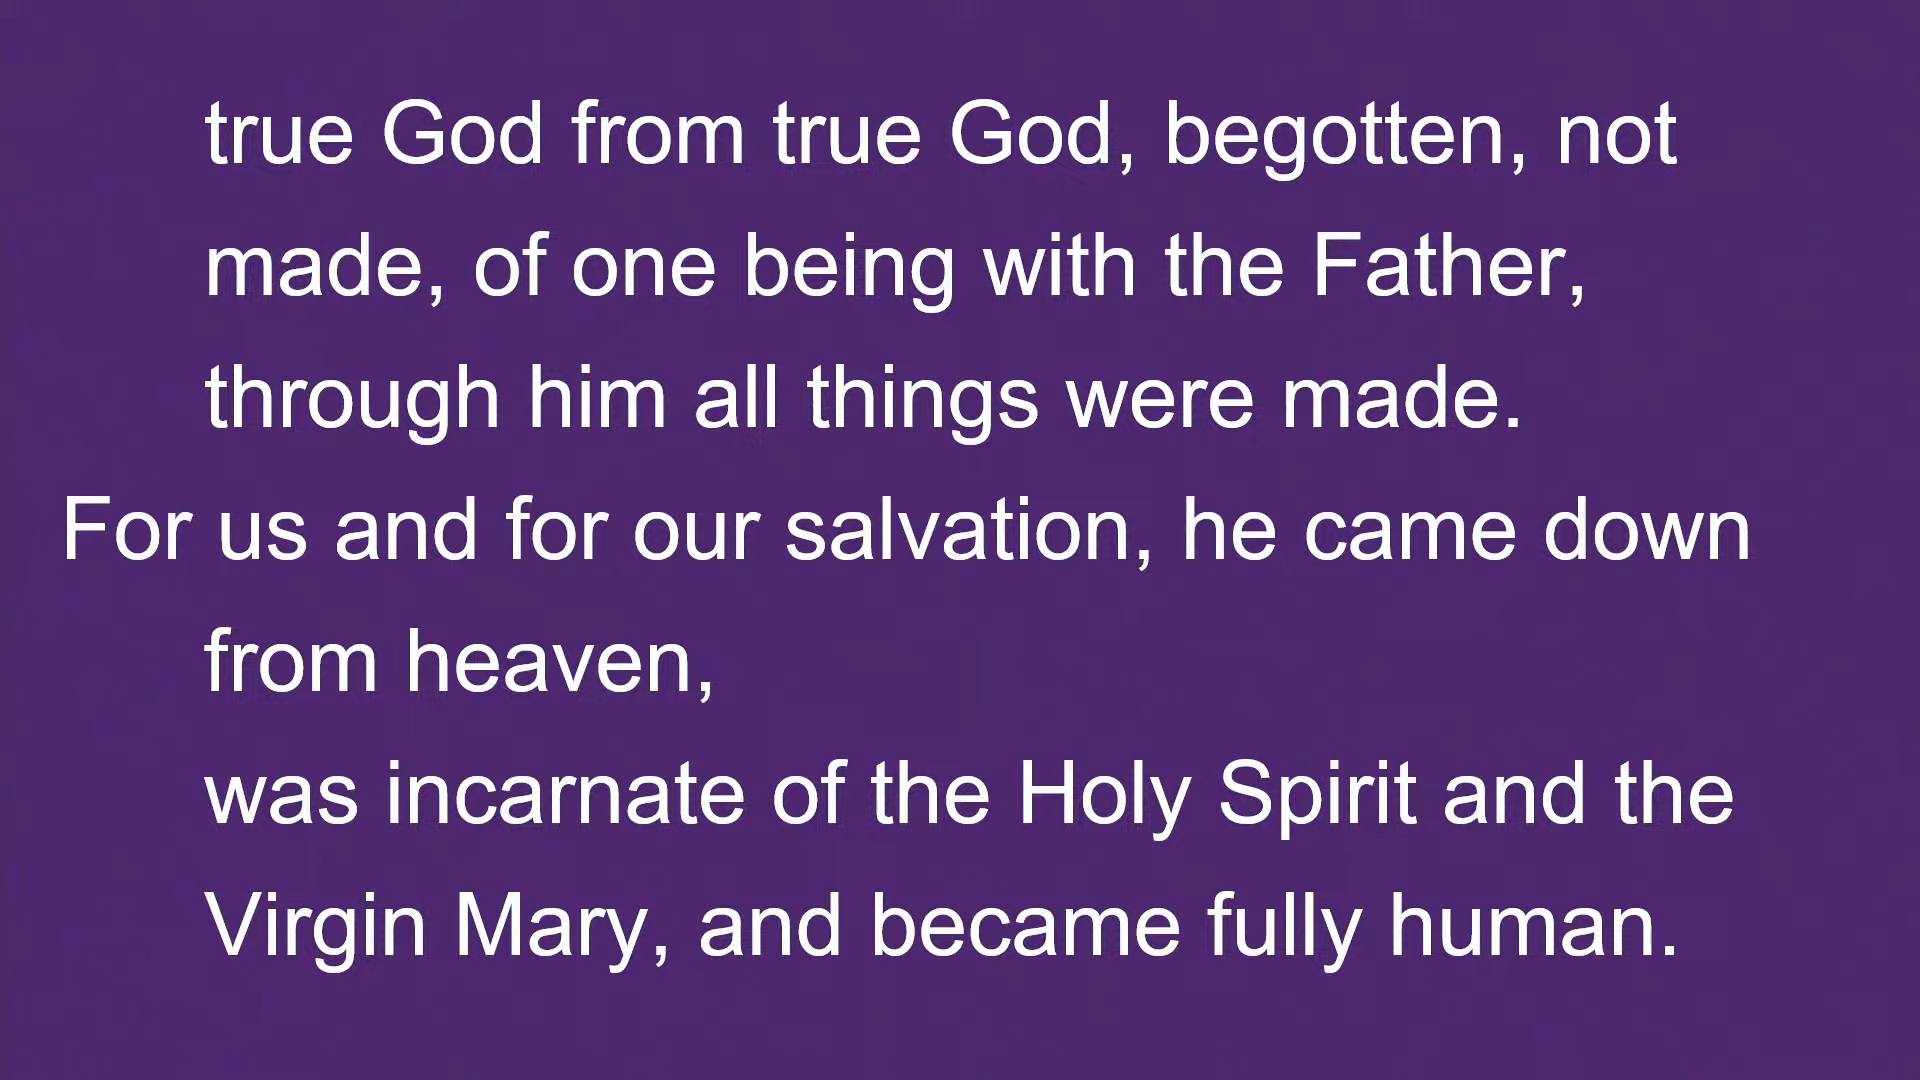 true God from true God, begotten, not
made, of one being with the Father,
through him all things were made.
For us and for our salvation, he came down
from heaven,
was incarnate of the Holy Spirit and the
Virgin Mary, and became fully human.